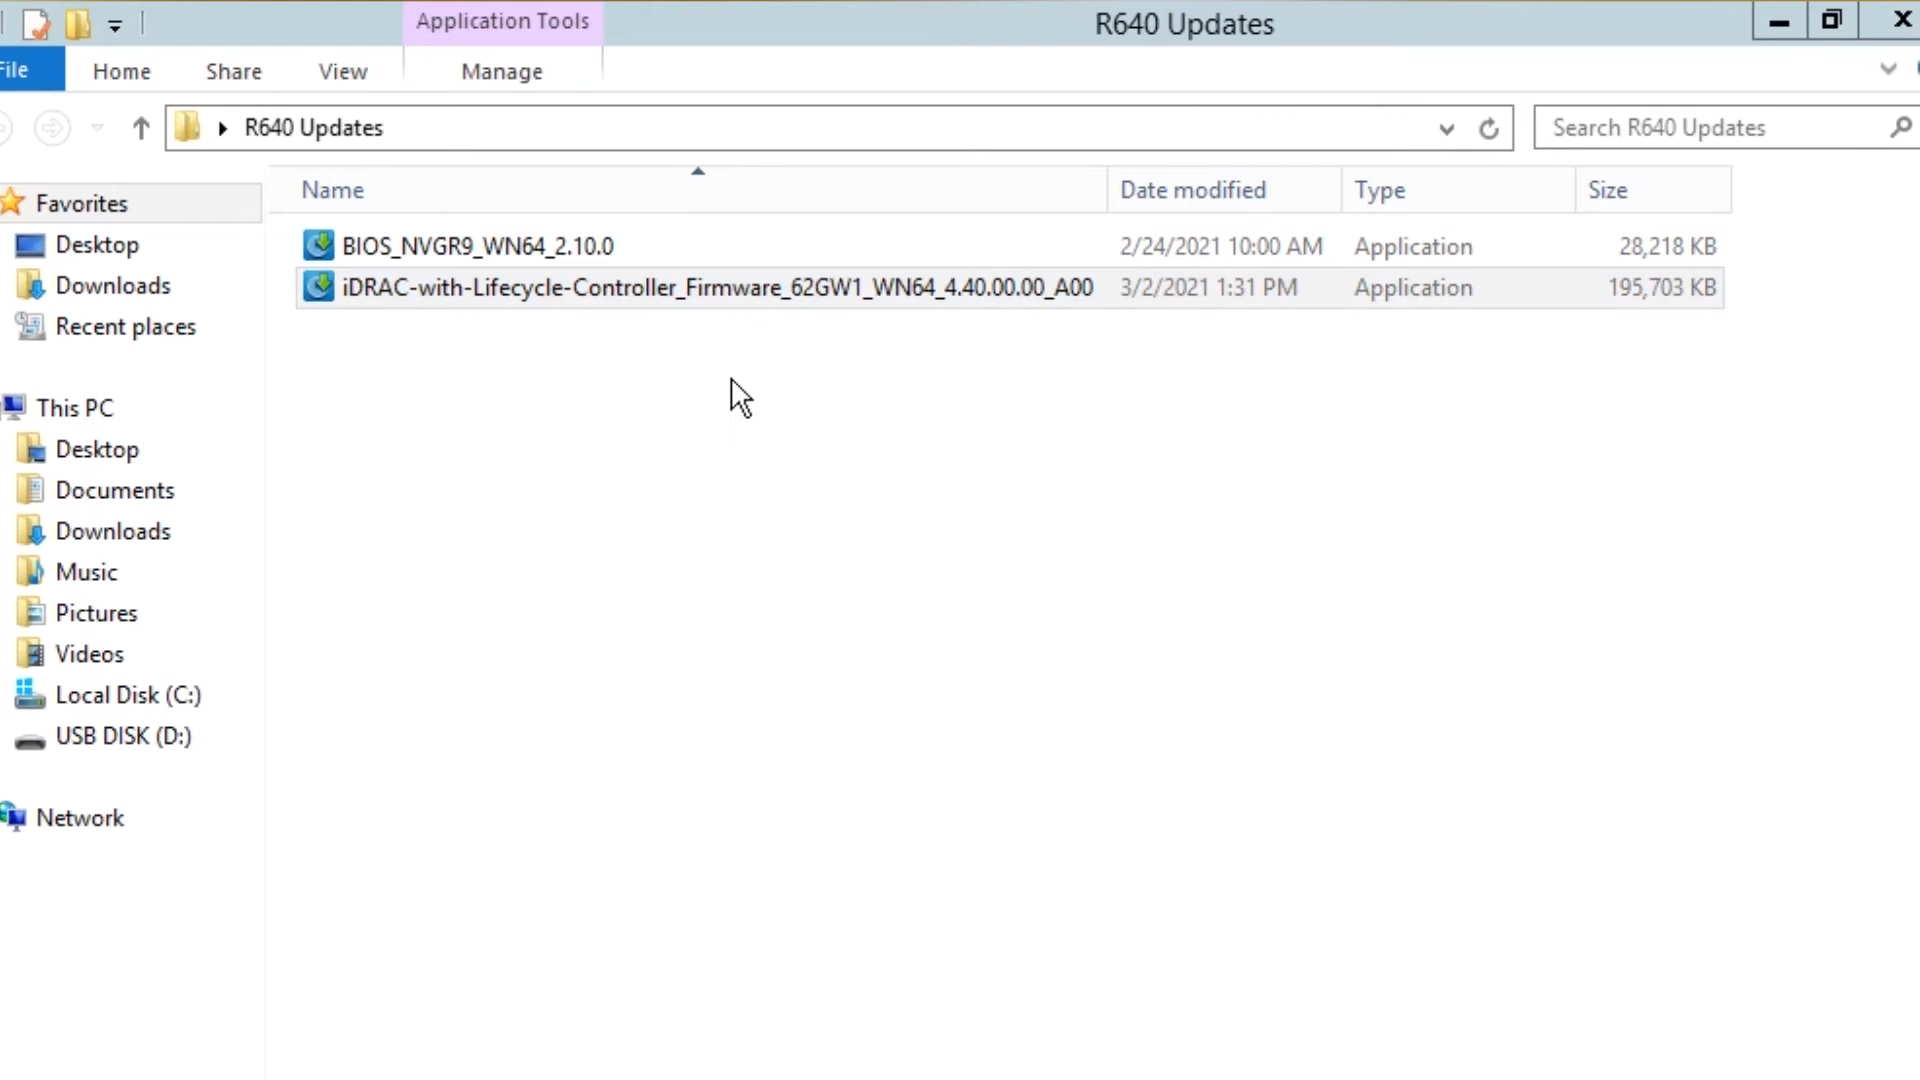 Application Tools
R640 Updates
File
Home
Share
View
Manage
R640 Updates
Search R640 Updates
Name
Date modified
Type
Size
BIOS_NVGR9_WN64_2.10.0
2/24/2021 10:00 AM
Application
28,218 KB
iDRAC-with-Lifecycle-Controller_Firmware_62GW1_WN64_4.40.00.00_A00
3/2/2021 1:31 PM
Application
195,703 KB
Favorites
Desktop
Downloads
Recent places
This PC
Desktop
Documents
Downloads
Music
Pictures
Videos
Local Disk (C:)
USB DISK (D:)
Network